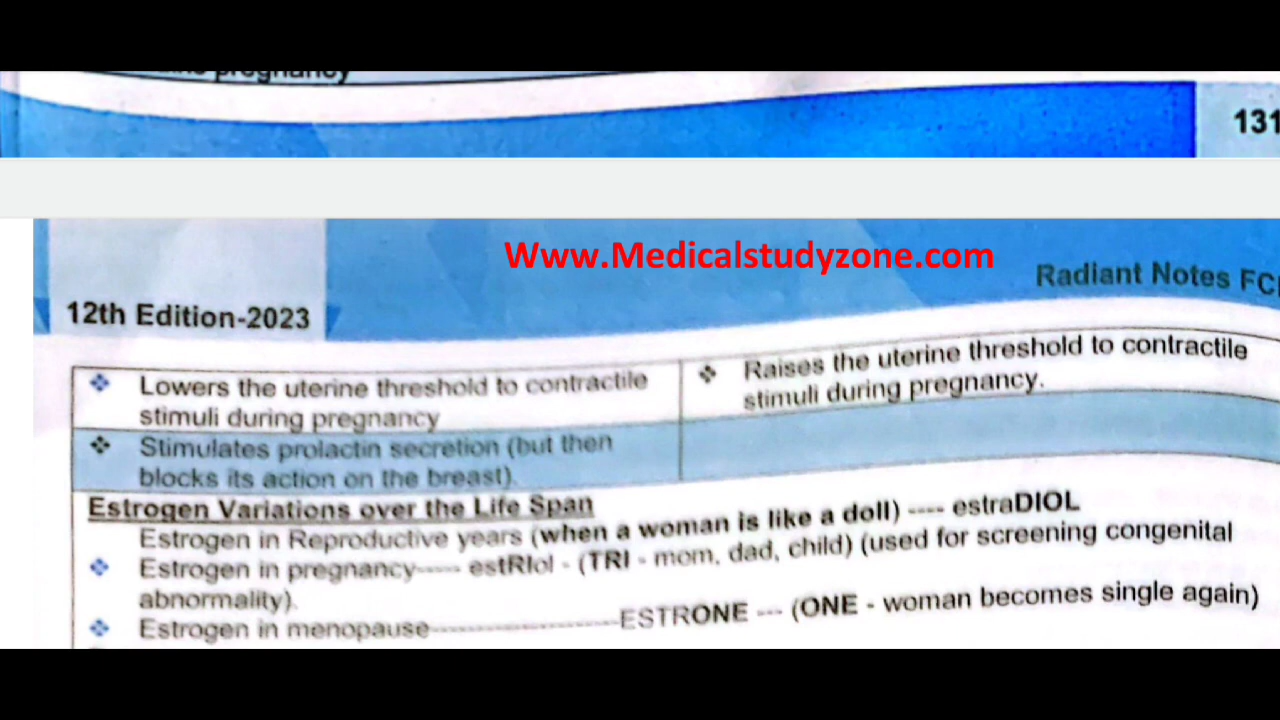 pregnancy
131
Www.Medicalstudyzone.com
Radiant Notes
12th Edition-2023
❖ Lowers the uterine threshold to contractile
stimuli during pregnancy
❖ Raises the uterine threshold to contractile
stimuli during pregnancy.
❖ Stimulates prolactin secretion (but then
blocks its action on the breast).
Estrogen Variations over the Life Span
Estrogen in Reproductive years (when a woman is like a doll) ---- estraDIOL
❖ Estrogen in pregnancy----- estRIol - (TRI - mom, dad, child) (used for screening congenital
abnormality).
❖ Estrogen in menopause--------------------ESTRONE --- (ONE - woman becomes single again)